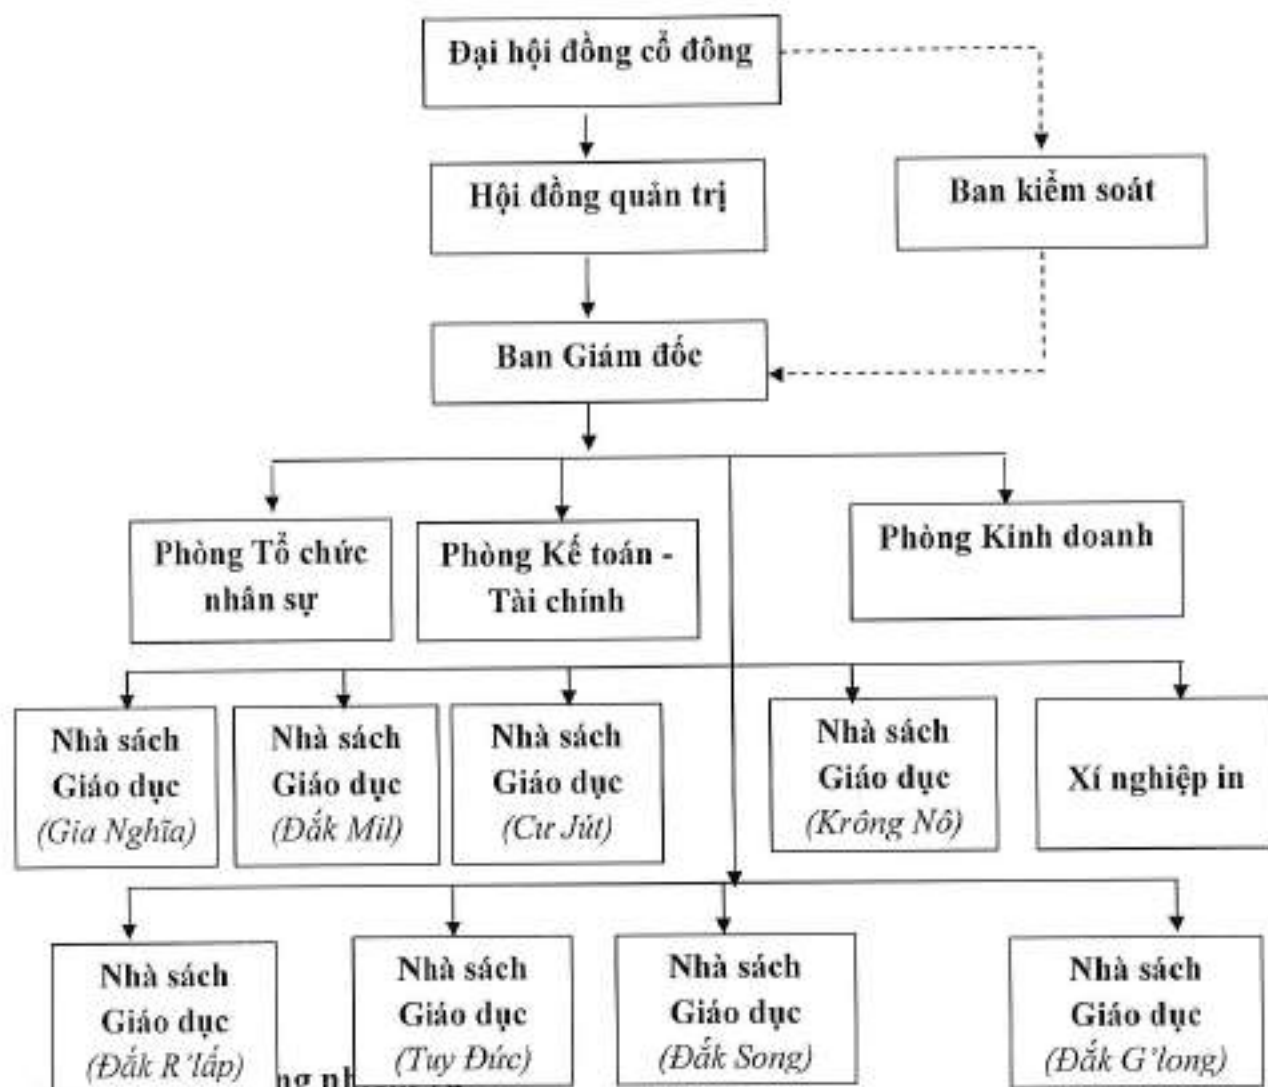 Đại hội đồng cổ đông
Hội đồng quản trị
Ban kiểm soát
Ban Giám đốc
Phòng Tổ chức
nhân sự
Phòng Kế toán -
Tài chính
Phòng Kinh doanh
Nhà sách
Giáo dục
(Gia Nghĩa)
Nhà sách
Giáo dục
(Đắk Mil)
Nhà sách
Giáo dục
(Cư Jút)
Nhà sách
Giáo dục
(Krông Nô)
Xí nghiệp in
Nhà sách
Giáo dục
(Đắk R'lấp)
Nhà sách
Giáo dục
(Tuy Đức)
Nhà sách
Giáo dục
(Đắk Song)
Nhà sách
Giáo dục
(Đắk G'long)